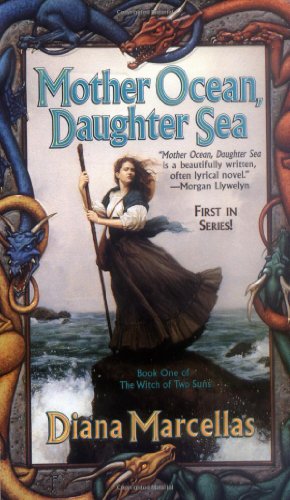 Mother Ocean,
Daughter Sea
"Mother Ocean, Daughter Sea
is a beautifully written,
often lyrical novel."
—Morgan Llywelyn
First in
Series!
Book One of
The Witch of Two Suns
Diana Marcellas